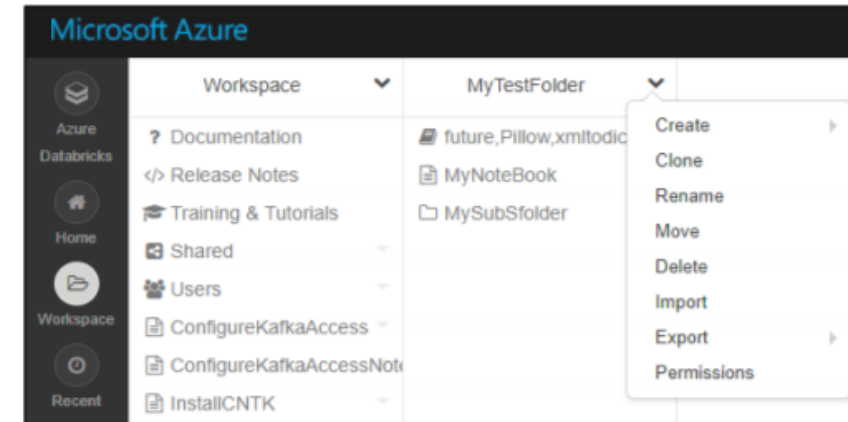 Microsoft Azure
Azure
Databricks
Home
Workspace
Recent
Workspace
? Documentation
</> Release Notes
Training & Tutorials
Shared
Users
ConfigureKafkaAccess
ConfigureKafkaAccessNote
InstallCNTK
MyTestFolder
future,Pillow,xmltodic
MyNoteBook
MySubSfolder
Create
Clone
Rename
Move
Delete
Import
Export
Permissions